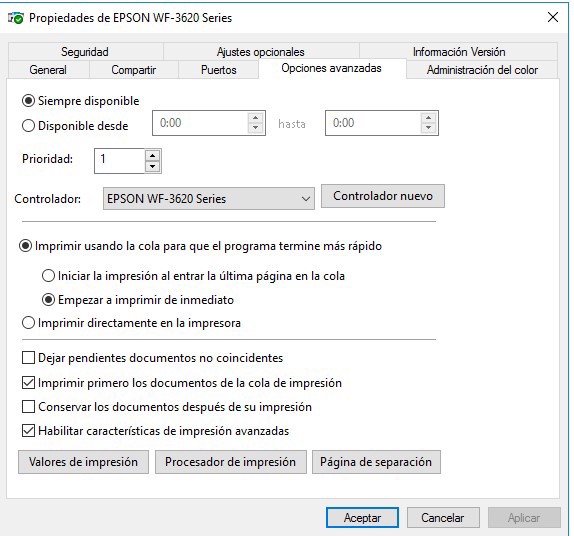 Propiedades de EPSON WF-3620 Series
Seguridad Ajustes opcionales Información Versión
General Compartir Puertos Opciones avanzadas Administración del color
Siempre disponible
Disponible desde 0:00 hasta 0:00
Prioridad: 1
Controlador: EPSON WF-3620 Series Controlador nuevo
Imprimir usando la cola para que el programa termine más rápido
Iniciar la impresión al entrar la última página en la cola
Empezar a imprimir de inmediato
Imprimir directamente en la impresora
Dejar pendientes documentos no coincidentes
Imprimir primero los documentos de la cola de impresión
Conservar los documentos después de su impresión
Habilitar características de impresión avanzadas
Valores de impresión Procesador de impresión Página de separación
Aceptar Cancelar Aplicar